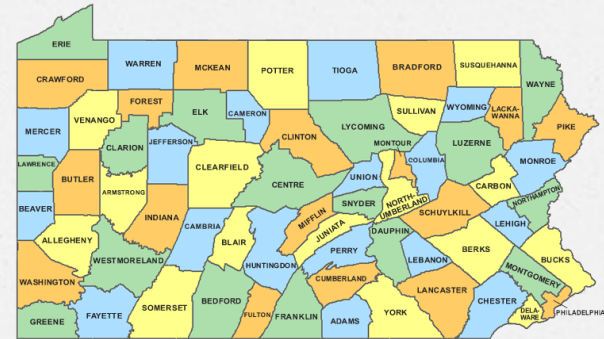 ERIE
CRAWFORD
WARREN
MCKEAN
POTTER
TIOGA
BRADFORD
SUSQUEHANNA
WAYNE
FOREST
VENANGO
ELK
CAMERON
SULLIVAN
WYOMING
LACKA-
WANNA
PIKE
MERCER
CLARION
JEFFERSON
CLINTON
LYCOMING
MONTOUR
COLUMBIA
LUZERNE
MONROE
LAWRENCE
BUTLER
ARMSTRONG
CLEARFIELD
CENTRE
UNION
CARBON
NORTHAMPTON
BEAVER
INDIANA
CAMBRIA
BLAIR
MIFFLIN
JUNIATA
SNYDER
NORTH-
UMBERLAND
SCHUYLKILL
LEHIGH
ALLEGHENY
WESTMORELAND
HUNTINGDON
PERRY
DAUPHIN
LEBANON
BERKS
BUCKS
MONTGOMERY
WASHINGTON
CUMBERLAND
LANCASTER
CHESTER
GREENE
FAYETTE
SOMERSET
BEDFORD
FULTON
FRANKLIN
ADAMS
YORK
DELA-
WARE
PHILADELPHIA